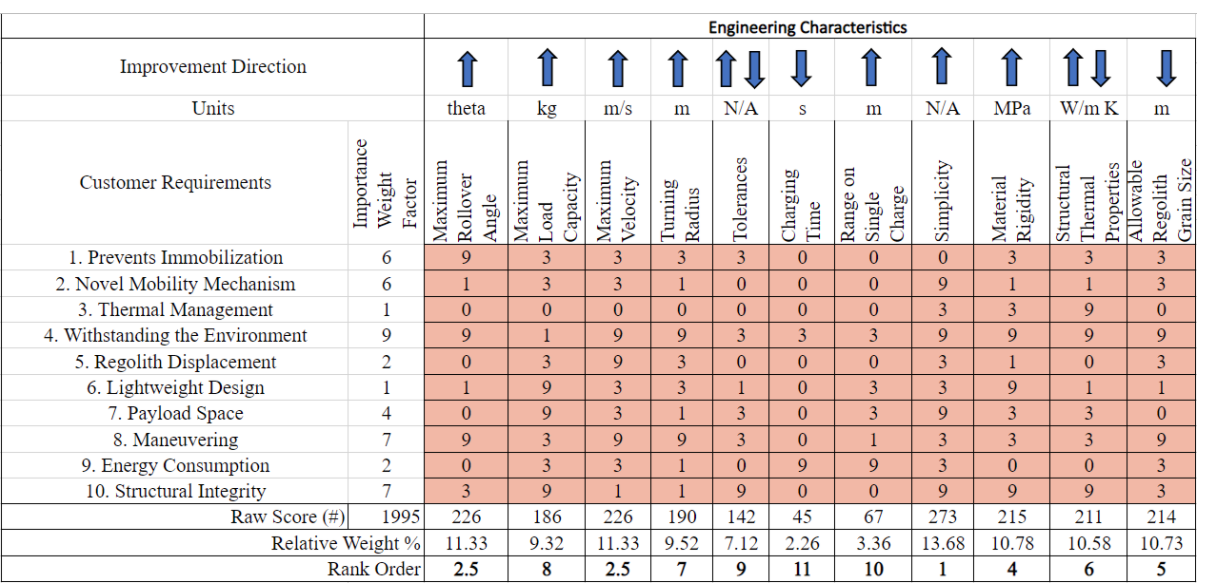 Engineering Characteristics
Improvement Direction
Units theta kg m/s m N/A s m N/A MPa W/m K m
Customer Requirements
Importance Weight Factor
Maximum Rollover Angle
Maximum Load Capacity
Maximum Velocity
Turning Radius
Tolerances
Charging Time
Range on Single Charge
Simplicity
Material Rigidity
Structural Thermal Properties
Allowable Regolith Grain Size
1. Prevents Immobilization 6 9 3 3 3 3 0 0 0 3 3 3
2. Novel Mobility Mechanism 6 1 3 3 1 0 0 0 9 1 1 3
3. Thermal Management 1 0 0 0 0 0 0 0 3 3 9 0
4. Withstanding the Environment 9 9 1 9 9 3 3 3 9 9 9 9
5. Regolith Displacement 2 0 3 9 3 0 0 0 3 1 0 3
6. Lightweight Design 1 1 9 3 3 1 0 3 3 9 1 1
7. Payload Space 4 0 9 3 1 3 0 3 9 3 3 0
8. Maneuvering 7 9 3 9 9 3 0 1 3 3 3 9
9. Energy Consumption 2 0 3 3 1 0 9 9 3 0 0 3
10. Structural Integrity 7 3 9 1 1 9 0 0 9 9 9 3
Raw Score (#) 1995 226 186 226 190 142 45 67 273 215 211 214
Relative Weight % 11.33 9.32 11.33 9.52 7.12 2.26 3.36 13.68 10.78 10.58 10.73
Rank Order 2.5 8 2.5 7 9 11 10 1 4 6 5